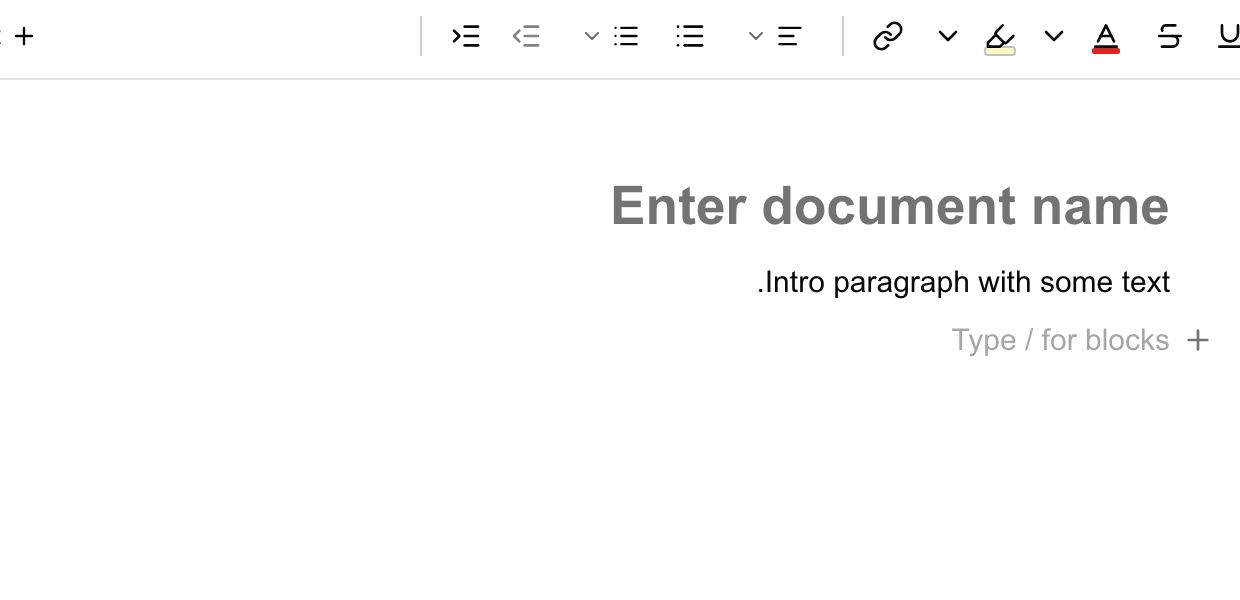 Enter document name
.Intro paragraph with some text
Type / for blocks